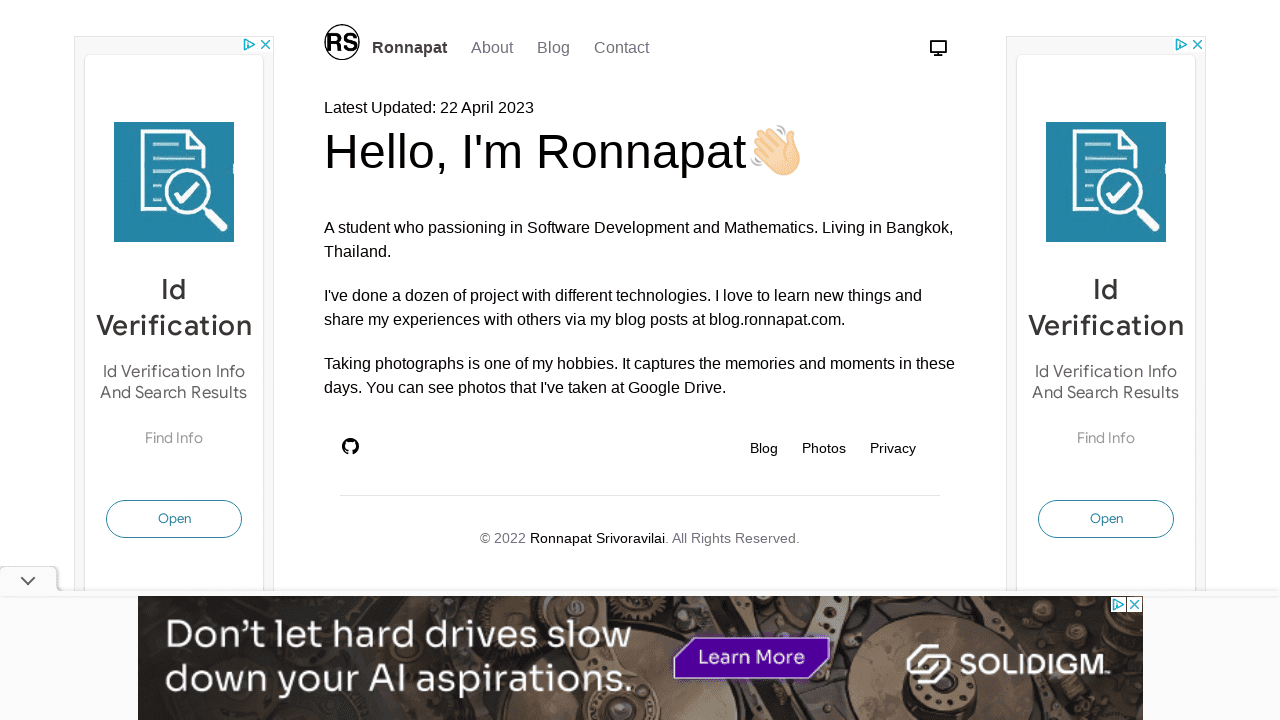 RS Ronnapat About Blog Contact
Latest Updated: 22 April 2023
Hello, I'm Ronnapat
A student who passioning in Software Development and Mathematics. Living in Bangkok,
Thailand.
I've done a dozen of project with different technologies. I love to learn new things and
share my experiences with others via my blog posts at blog.ronnapat.com.
Taking photographs is one of my hobbies. It captures the memories and moments in these
days. You can see photos that I've taken at Google Drive.
Blog Photos Privacy
© 2022 Ronnapat Srivoravilai. All Rights Reserved.
Id
Verification
Id Verification Info
And Search Results
Find Info
Open
Id
Verification
Id Verification Info
And Search Results
Find Info
Open
Don't let hard drives slow
down your AI aspirations.
Learn More
SOLIDIGM